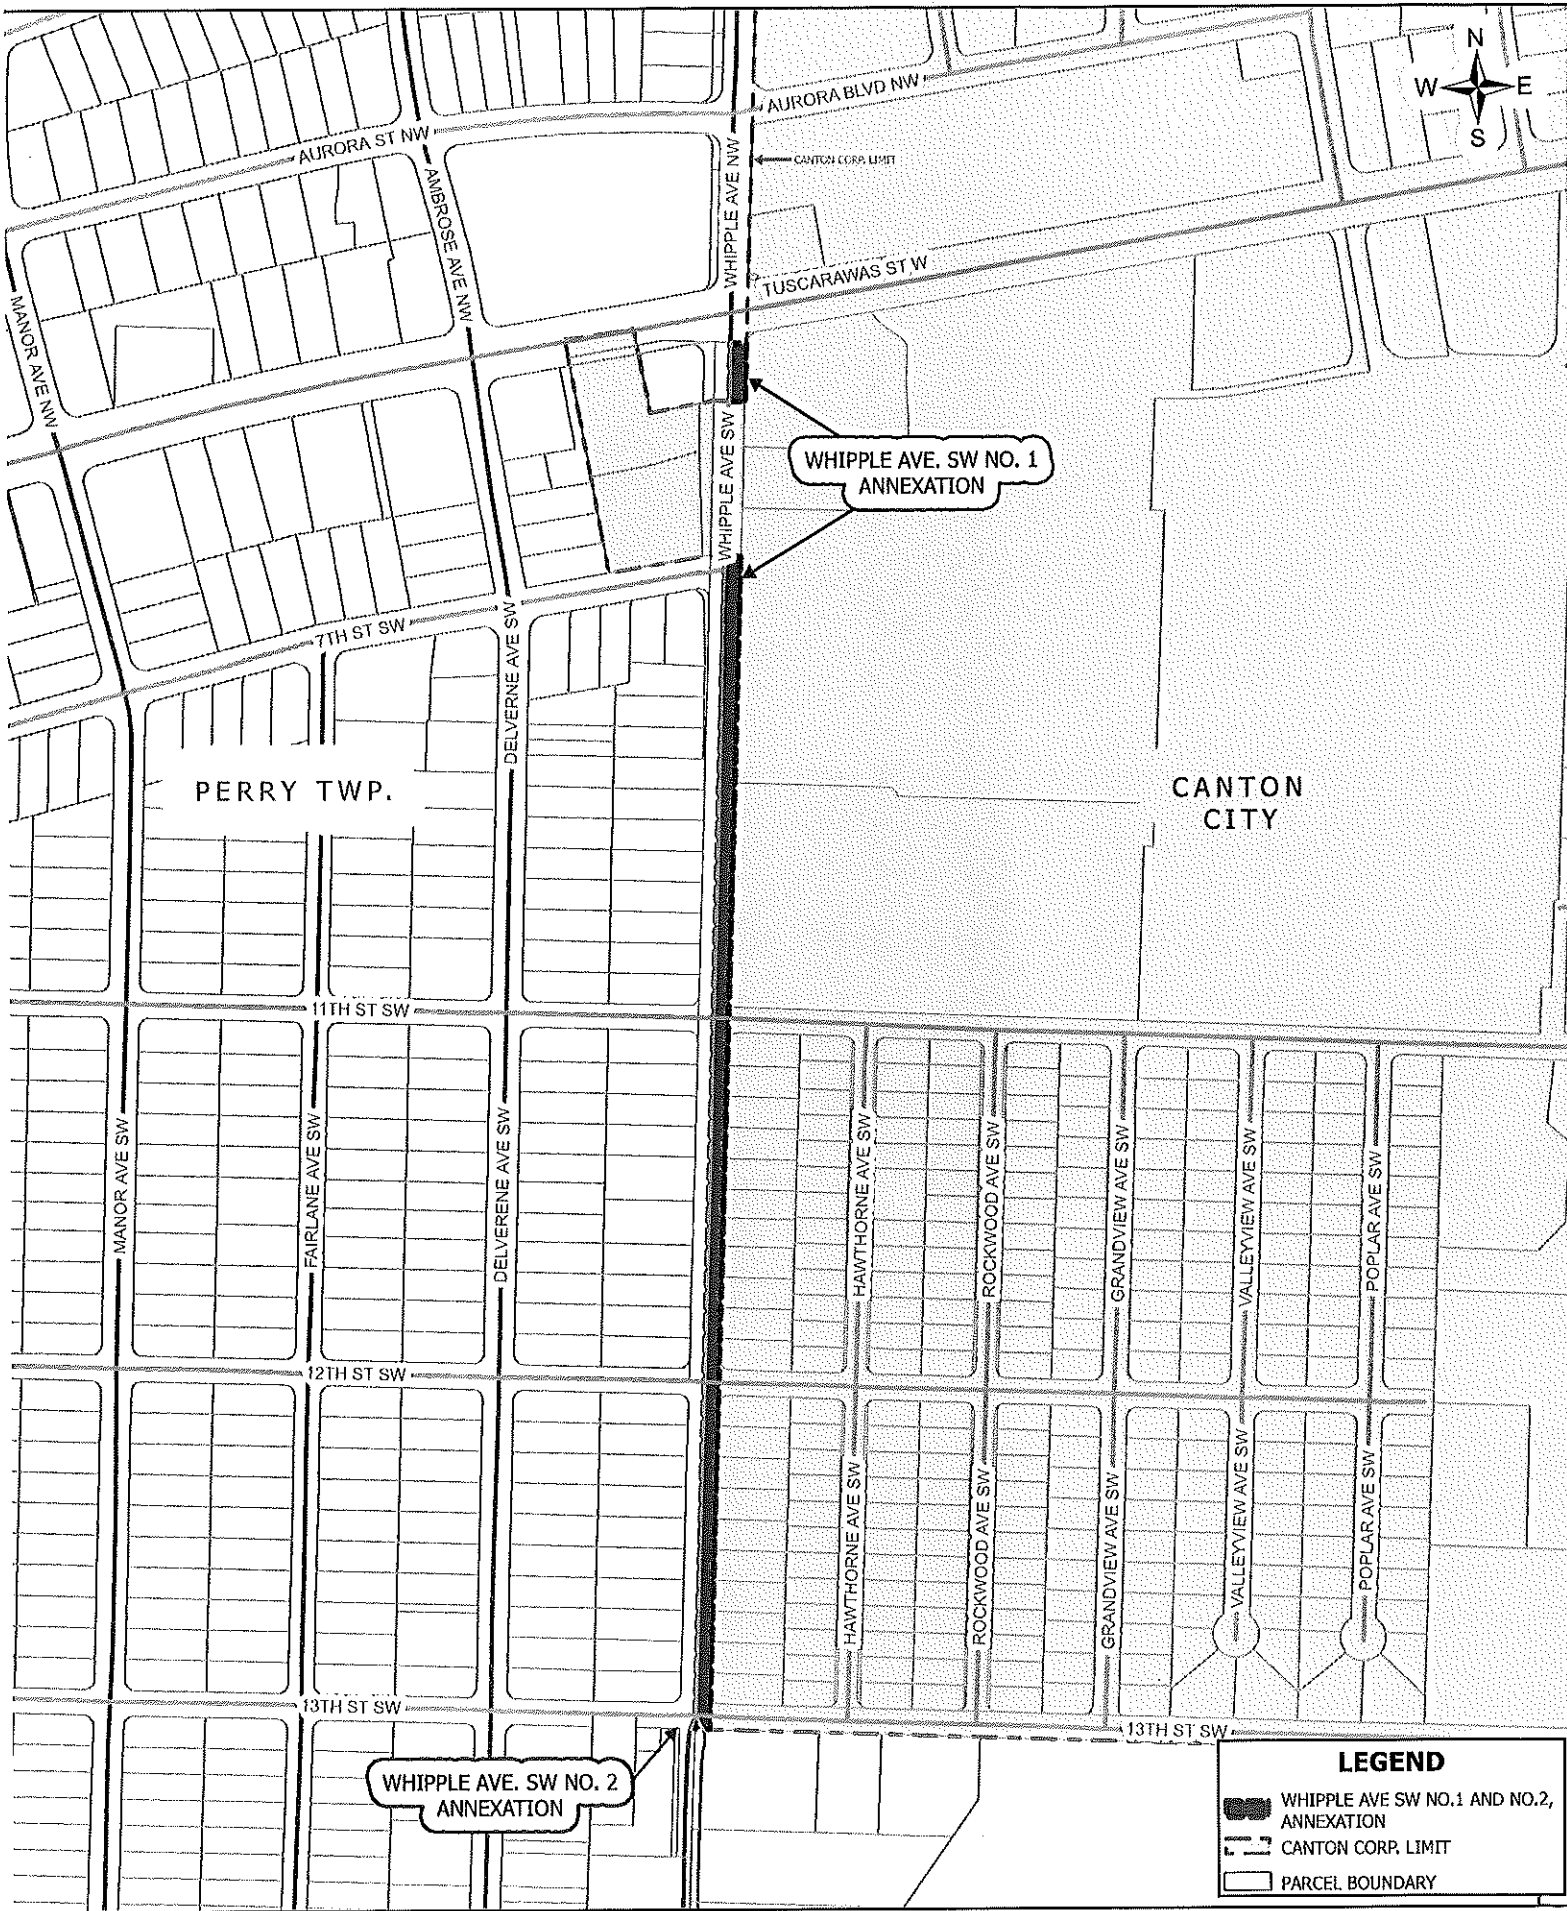 N
W E
S
AURORA BLVD NW
AURORA ST NW
CANTON CORP. LIMIT
AMBROSE AVE NW
WHIPPLE AVE NW
TUSCARAWAS ST W
MANOR AVE NW
WHIPPLE AVE. SW NO. 1
ANNEXATION
WHIPPLE AVE SW
7TH ST SW
DELVERNE AVE SW
PERRY TWP.
CANTON
CITY
11TH ST SW
MANOR AVE SW
FAIRLANE AVE SW
DELVERENE AVE SW
HAWTHORNE AVE SW
ROCKWOOD AVE SW
GRANDVIEW AVE SW
VALLEYVIEW AVE SW
POPLAR AVE SW
12TH ST SW
HAWTHORNE AVE SW
ROCKWOOD AVE SW
GRANDVIEW AVE SW
VALLEYVIEW AVE SW
POPLAR AVE SW
13TH ST SW
13TH ST SW
WHIPPLE AVE. SW NO. 2
ANNEXATION
LEGEND
WHIPPLE AVE SW NO.1 AND NO.2,
ANNEXATION
CANTON CORP. LIMIT
PARCEL BOUNDARY